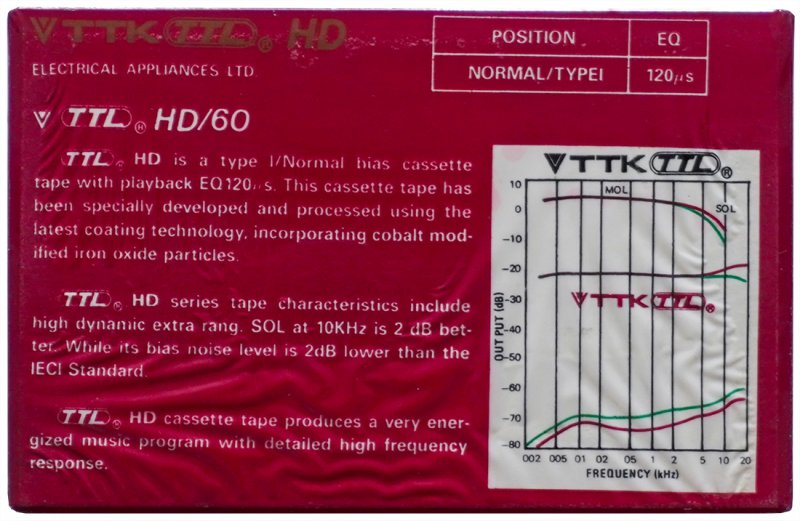 TTK TTL® HD
ELECTRICAL APPLIANCES LTD
POSITION EQ
NORMAL/TYPEI 120μs
TTL® HD/60
TTL® HD is a type I/Normal bias cassette
tape with playback EQ120μs. This cassette tape has
been specially developed and processed using the
latest coating technology, incorporating cobalt mod-
ified iron oxide particles.
TTL® HD series tape characteristics include
high dynamic extra rang. SOL at 10KHz is 2 dB bet-
ter. While its bias noise level is 2dB lower than the
IECI Standard.
TTL® HD cassette tape produces a very ener-
gized music program with detailed high frequency
response.
TTK TTL®
10
MOL
0
SOL
-10
-20
-30
TTK TTL®
-40
-50
-60
-70
-80
OUT PUT (dB)
002 005 01 02 05 1 2 5 10 20
FREQUENCY (kHz)